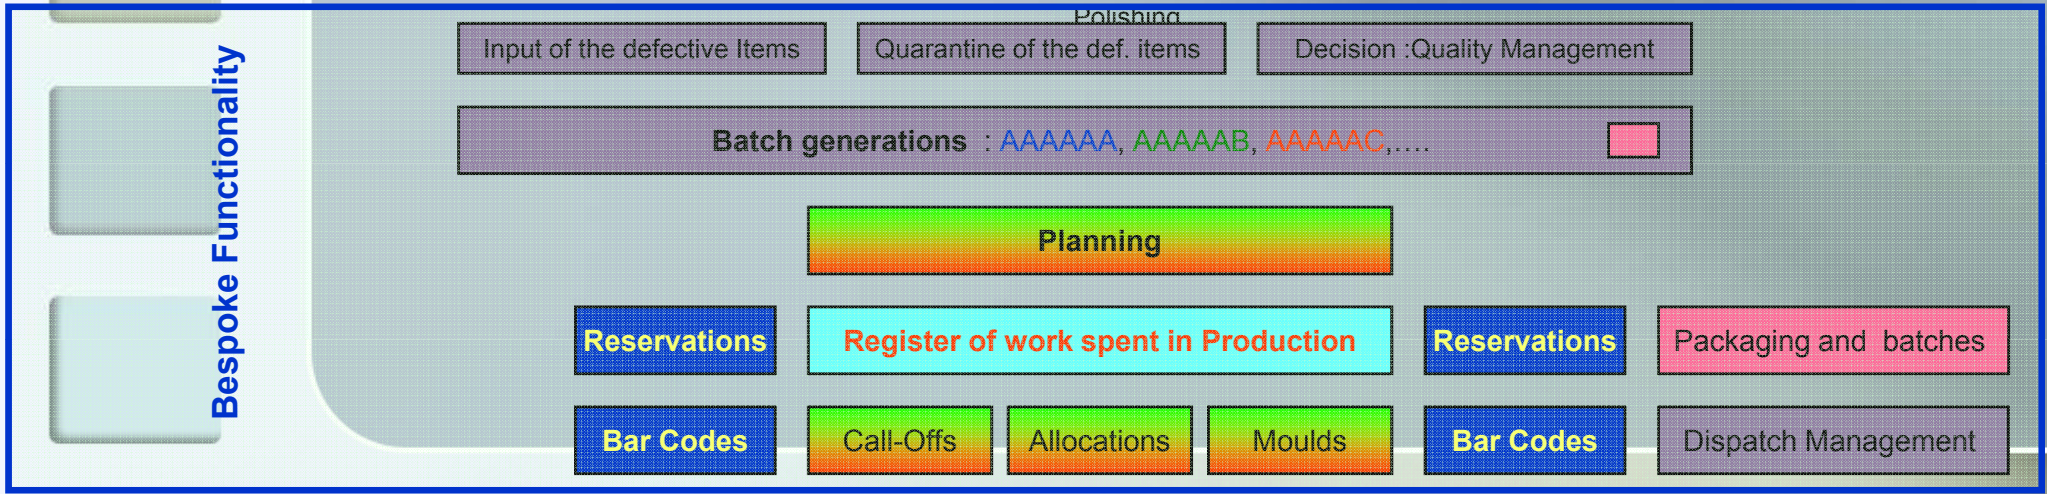 Polishing
Input of the defective Items
Quarantine of the def. items
Decision :Quality Management
Batch generations : AAAAAA, AAAAAB, AAAAAC,....
Planning
Reservations
Register of work spent in Production
Reservations
Packaging and batches
Bar Codes
Call-Offs
Allocations
Moulds
Bar Codes
Dispatch Management
Bespoke Functionality